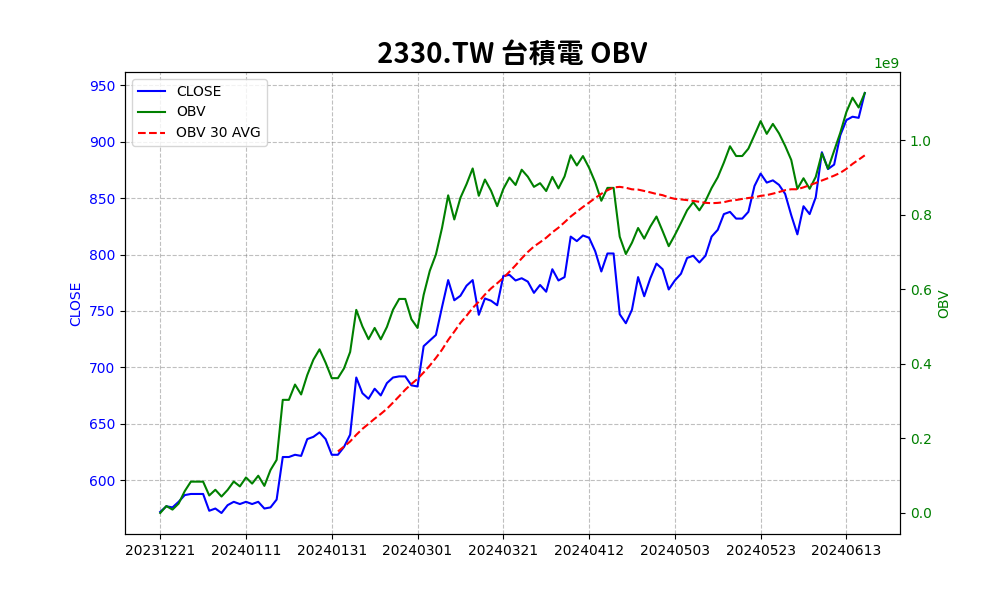 2330.TW 台積電 OBV
1e9
CLOSE
OBV
OBV 30 AVG
950
900
850
800
750
700
650
600
CLOSE
1.0
0.8
0.6
0.4
0.2
0.0
OBV
20231221 20240111 20240131 20240301 20240321 20240412 20240503 20240523 20240613